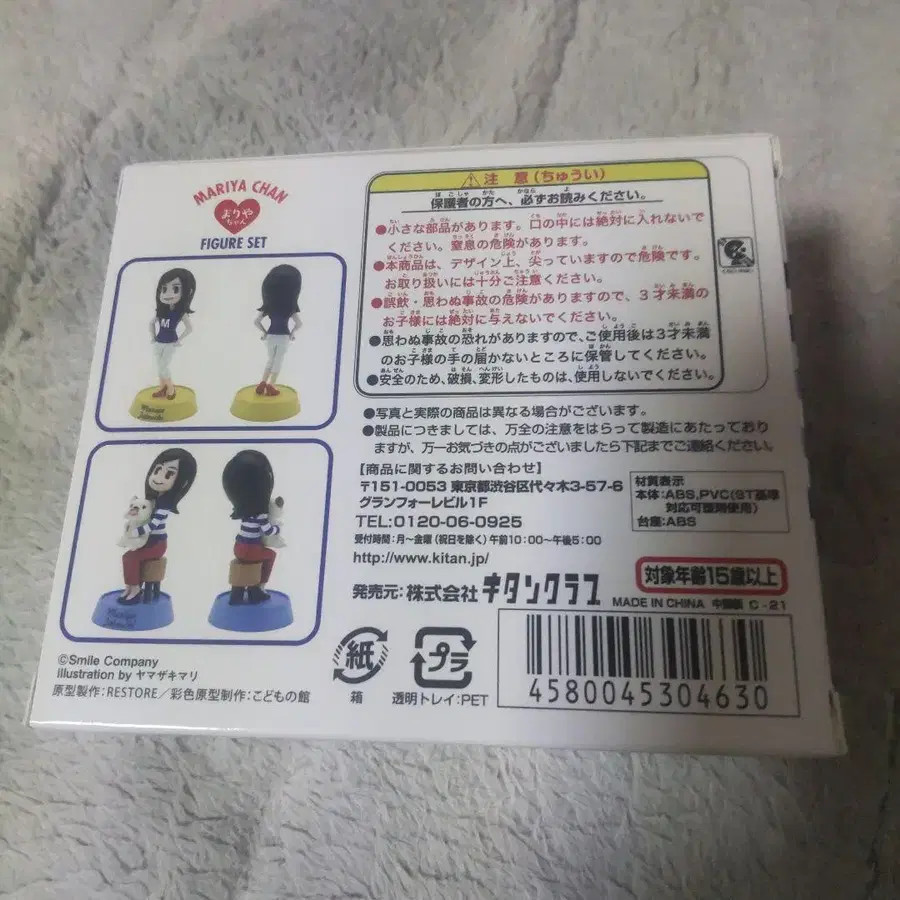 MARIYA CHAN
まりや
ちゃん
FIGURE SET
M
©Smile Company
illustration by ヤマザキマリ
原型製作：RESTORE／彩色原型制作：こどもの館
注 意（ちゅうい）
保護者の方へ、必ずお読みください。
●小さな部品があります。口の中には絶対に入れないで
ください。窒息の危険があります。
●本商品は、デザイン上、尖っていますので危険です。
お取り扱いには十分ご注意ください。
●誤飲・思わぬ事故の危険がありますので、３才未満の
お子様には絶対に与えないでください。
●思わぬ事故の恐れがありますので、ご使用後は３才未満
のお子様の手の届かないところに保管してください。
●安全のため、破損、変形したものは、使用しないでください。
●写真と実際の商品は異なる場合がございます。
●製品につきましては、万全の注意をはらって製造にあたっており
ますが、万一お気づきの点がございましたら下記までご連絡ください。
【商品に関するお問い合わせ】
〒151-0053 東京都渋谷区代々木3-57-6
グランフォーレビル1F
TEL:0120-06-0925
受付時間：月～金曜（祝日を除く）午前10：00～午後5：00
http://www.kitan.jp/
材質表示
本体：ABS,PVC(ST基準
対応可塑剤使用)
台座：ABS
対象年齢15歳以上
発売元：株式会社キタンクラブ
MADE IN CHINA 中国製 C-21
紙
箱
プラ
透明トレイ：PET
4580045304630